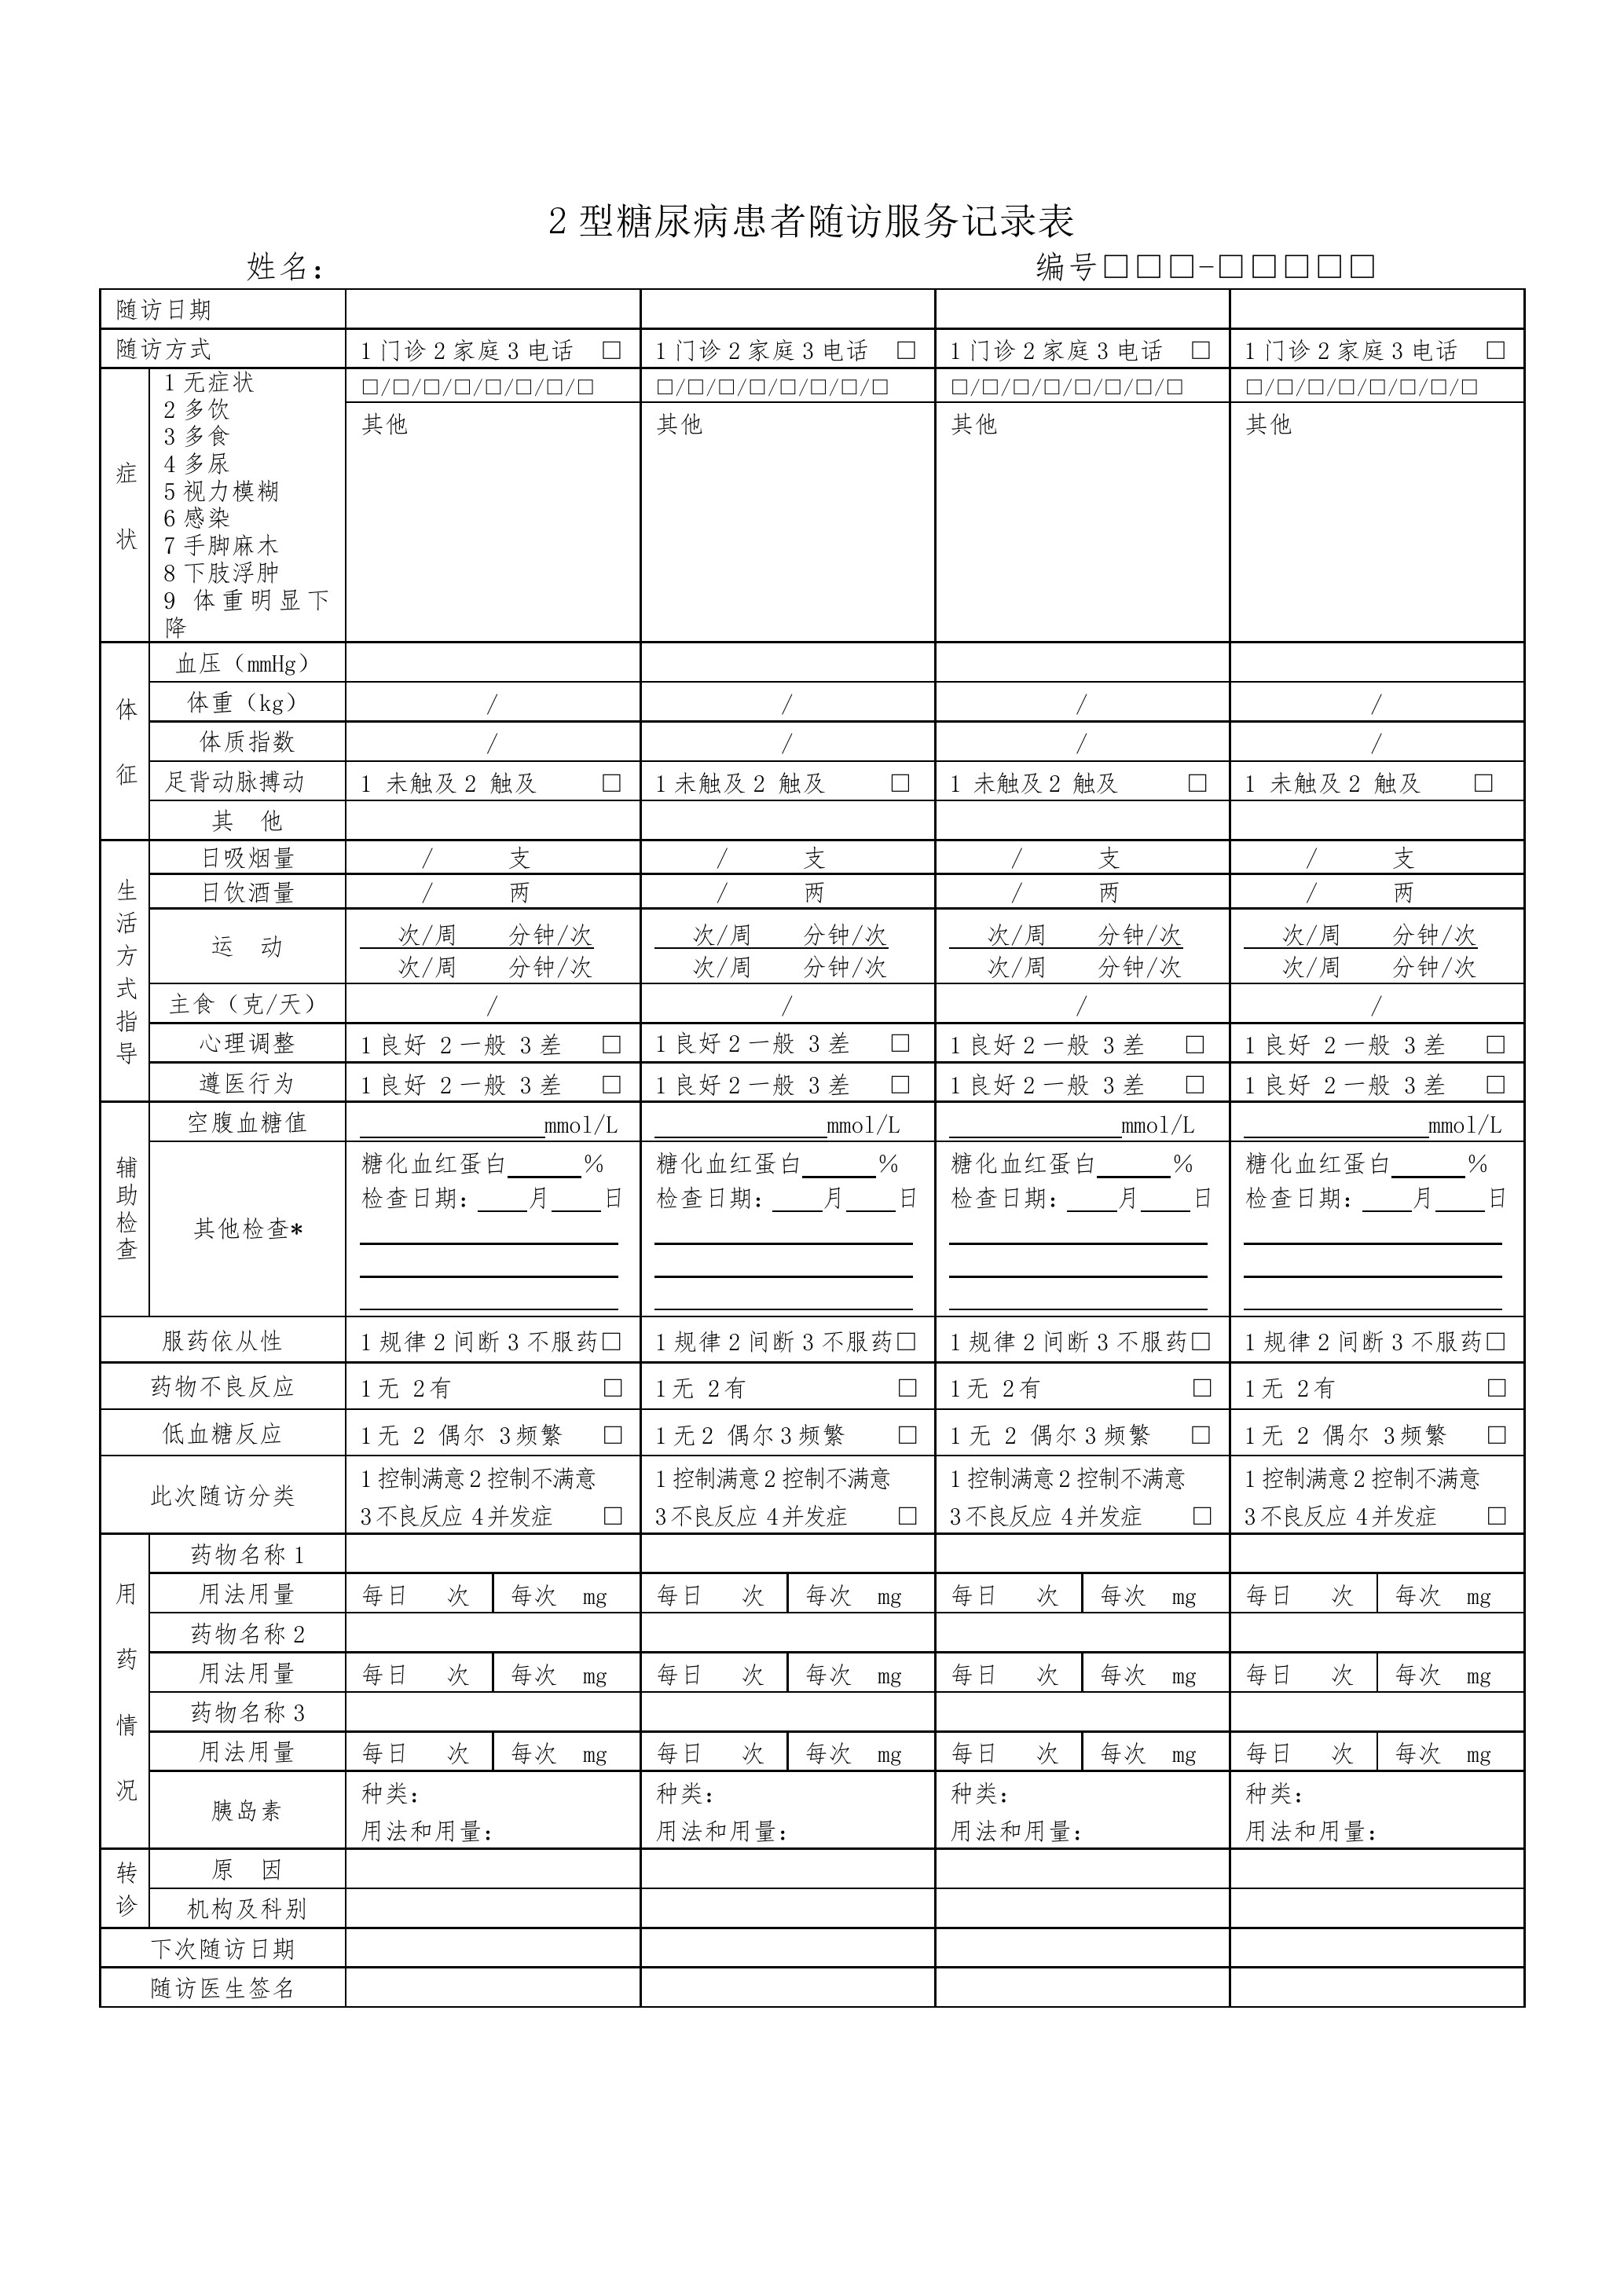 2型糖尿病患者随访服务记录表
姓名： 编号□□□-□□□□□
随访日期
随访方式 1门诊2家庭3电话 □ 1门诊2家庭3电话 □ 1门诊2家庭3电话 □ 1门诊2家庭3电话 □
症状
1无症状
2多饮
3多食
4多尿
5视力模糊
6感染
7手脚麻木
8下肢浮肿
9 体重明显下
降
□/□/□/□/□/□/□/□ □/□/□/□/□/□/□/□ □/□/□/□/□/□/□/□ □/□/□/□/□/□/□/□
其他 其他 其他 其他
体征
血压（mmHg）
体重（kg） / / / /
体质指数 / / / /
足背动脉搏动 1 未触及2 触及 □ 1未触及2 触及 □ 1 未触及2 触及 □ 1 未触及2 触及 □
其 他
生活方式指导
日吸烟量 / 支 / 支 / 支 / 支
日饮酒量 / 两 / 两 / 两 / 两
运 动
次/周 分钟/次 次/周 分钟/次 次/周 分钟/次 次/周 分钟/次
次/周 分钟/次 次/周 分钟/次 次/周 分钟/次 次/周 分钟/次
主食（克/天） / / / /
心理调整 1良好 2一般 3差 □ 1良好2一般 3差 □ 1良好2一般 3差 □ 1良好 2一般 3差 □
遵医行为 1良好 2一般 3差 □ 1良好2一般 3差 □ 1良好2一般 3差 □ 1良好 2一般 3差 □
辅助检查
空腹血糖值 ______mmol/L ______mmol/L ______mmol/L ______mmol/L
其他检查*
糖化血红蛋白___% 糖化血红蛋白___% 糖化血红蛋白___% 糖化血红蛋白___%
检查日期：__月__日 检查日期：__月__日 检查日期：__月__日 检查日期：__月__日
服药依从性 1规律2间断3不服药□ 1规律2间断3不服药□ 1规律2间断3不服药□ 1规律2间断3不服药□
药物不良反应 1无 2有 □ 1无 2有 □ 1无 2有 □ 1无 2有 □
低血糖反应 1无 2 偶尔 3频繁 □ 1无2 偶尔3频繁 □ 1无 2 偶尔3频繁 □ 1无 2 偶尔 3频繁 □
此次随访分类
1控制满意2控制不满意 1控制满意2控制不满意 1控制满意2控制不满意 1控制满意2控制不满意
3不良反应 4并发症 □ 3不良反应 4并发症 □ 3不良反应 4并发症 □ 3不良反应 4并发症 □
用药情况
药物名称1
用法用量 每日 次 每次 mg 每日 次 每次 mg 每日 次 每次 mg 每日 次 每次 mg
药物名称2
用法用量 每日 次 每次 mg 每日 次 每次 mg 每日 次 每次 mg 每日 次 每次 mg
药物名称3
用法用量 每日 次 每次 mg 每日 次 每次 mg 每日 次 每次 mg 每日 次 每次 mg
胰岛素
种类： 种类： 种类： 种类：
用法和用量： 用法和用量： 用法和用量： 用法和用量：
转诊
原 因
机构及科别
下次随访日期
随访医生签名